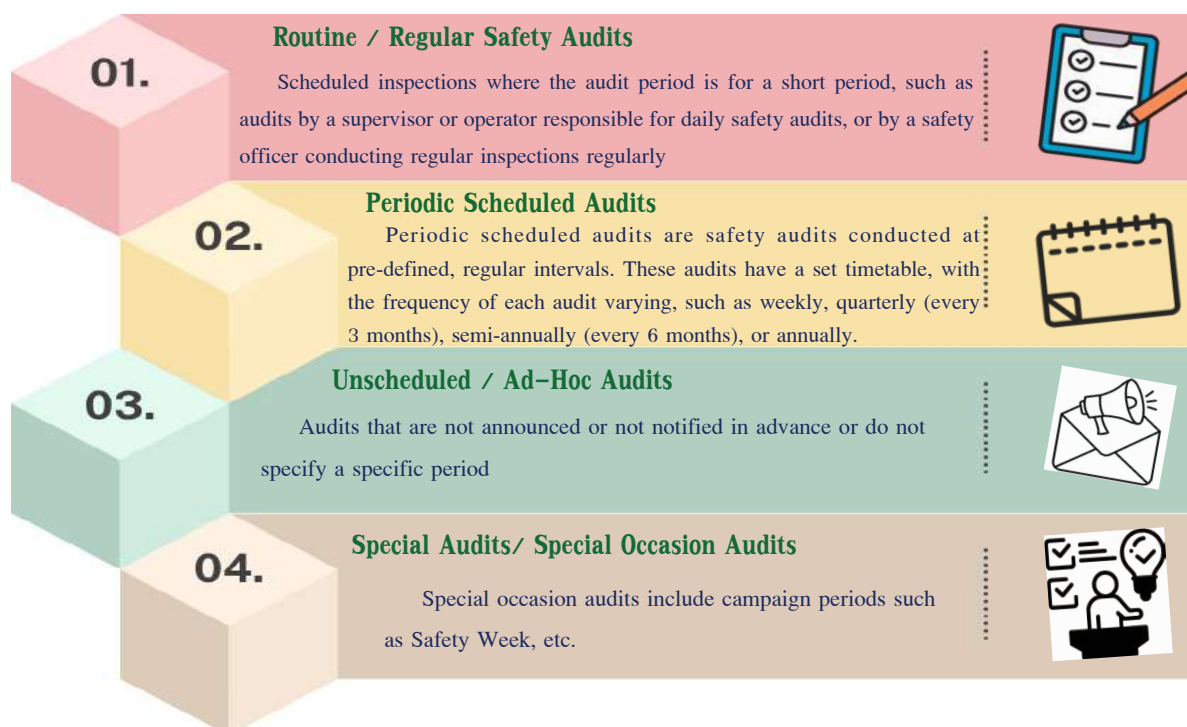 01.
Routine / Regular Safety Audits
Scheduled inspections where the audit period is for a short period, such as
audits by a supervisor or operator responsible for daily safety audits, or by a safety
officer conducting regular inspections regularly
02.
Periodic Scheduled Audits
Periodic scheduled audits are safety audits conducted at
pre-defined, regular intervals. These audits have a set timetable, with
the frequency of each audit varying, such as weekly, quarterly (every
3 months), semi-annually (every 6 months), or annually.
03.
Unscheduled / Ad-Hoc Audits
Audits that are not announced or not notified in advance or do not
specify a specific period
04.
Special Audits/ Special Occasion Audits
Special occasion audits include campaign periods such
as Safety Week, etc.